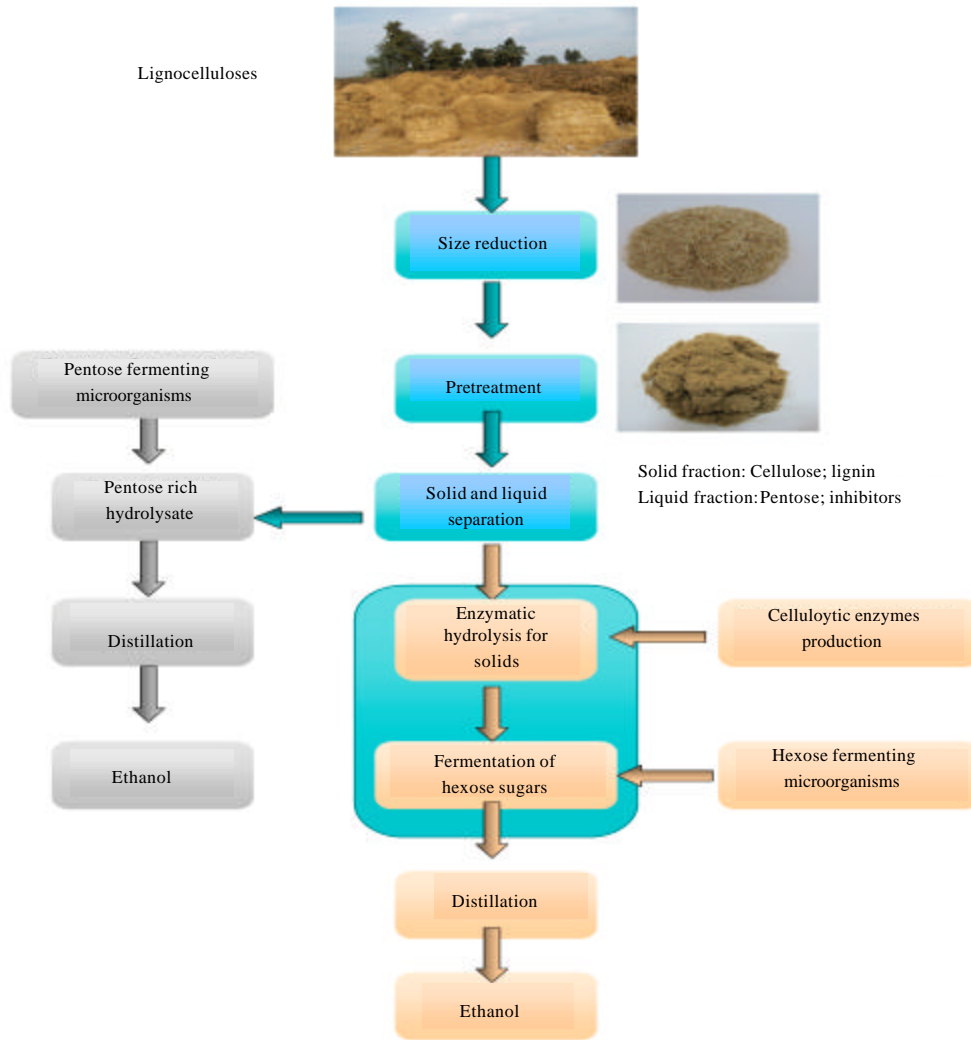 Lignocelluloses
Size reduction
Pentose fermenting
microorganisms
Pretreatment
Solid fraction: Cellulose; lignin
Liquid fraction: Pentose; inhibitors
Pentose rich
hydrolysate
Solid and liquid
separation
Enzymatic
hydrolysis for
solids
Celluloytic enzymes
production
Distillation
Fermentation of
hexose sugars
Hexose fermenting
microorganisms
Ethanol
Distillation
Ethanol